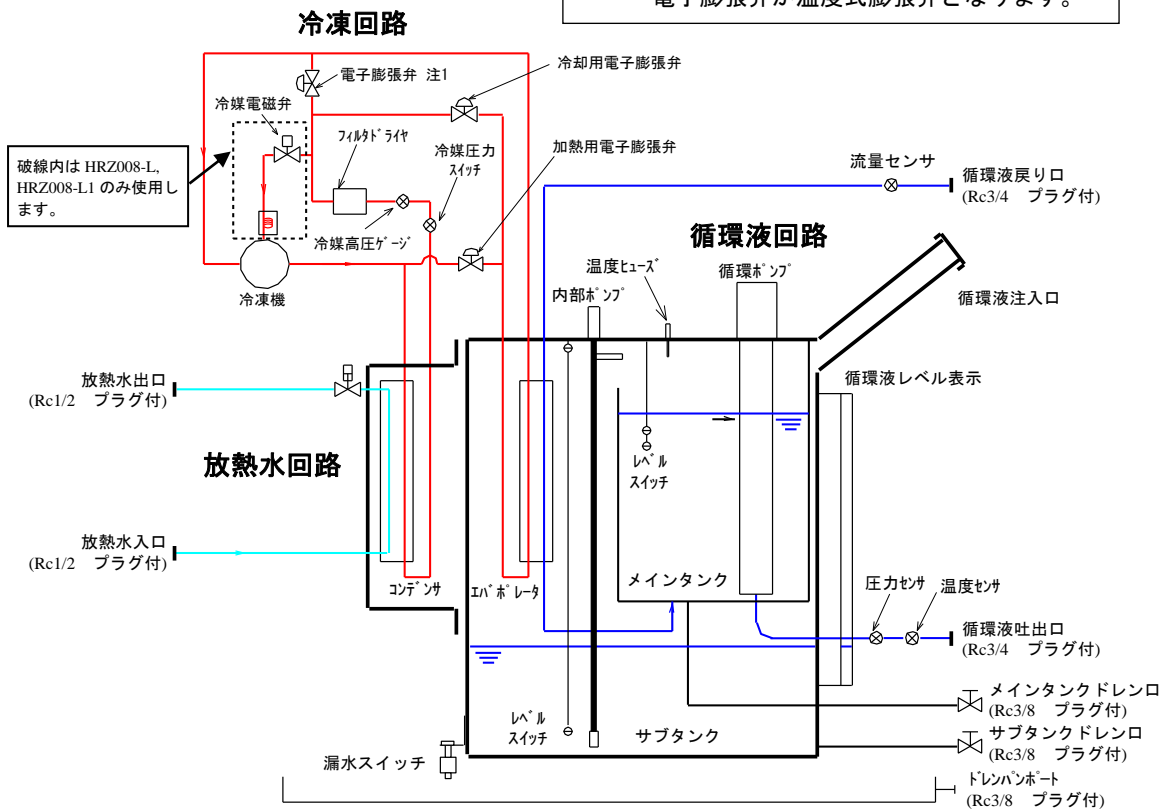 電子膨張弁が温度式膨張弁となります。
冷凍回路
電子膨張弁 注1
冷却用電子膨張弁
冷媒電磁弁
フィルタドライヤ
冷媒圧力
スイッチ
加熱用電子膨張弁
破線内は HRZ008-L,
HRZ008-L1 のみ使用し
ます。
冷媒高圧ゲージ
冷凍機
流量センサ
循環液戻り口
(Rc3/4 プラグ付)
循環液回路
温度ヒューズ
循環ポンプ
内部ポンプ
循環液注入口
放熱水出口
(Rc1/2 プラグ付)
循環液レベル表示
放熱水回路
レベル
スイッチ
放熱水入口
(Rc1/2 プラグ付)
コンデンサ
エバポレータ
メインタンク
圧力センサ
温度センサ
循環液吐出口
(Rc3/4 プラグ付)
メインタンクドレン口
(Rc3/8 プラグ付)
レベル
スイッチ
サブタンク
サブタンクドレン口
(Rc3/8 プラグ付)
漏水スイッチ
ドレンパンポート
(Rc3/8 プラグ付)